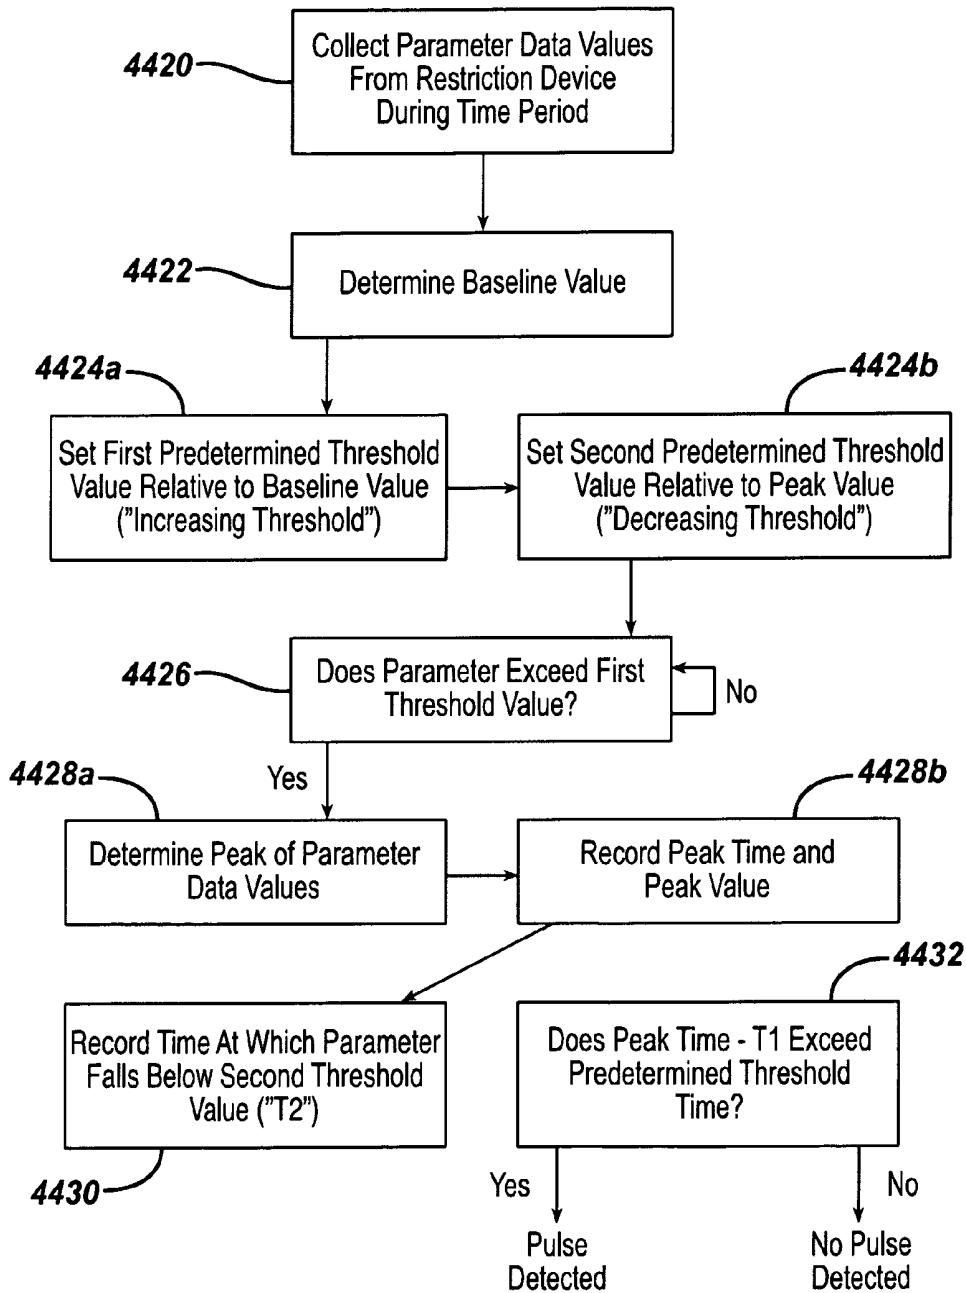 4420
Collect Parameter Data Values
From Restriction Device
During Time Period
4422
Determine Baseline Value
4424a
4424b
Set First Predetermined Threshold
Value Relative to Baseline Value
("Increasing Threshold")
Set Second Predetermined Threshold
Value Relative to Peak Value
("Decreasing Threshold")
4426
Does Parameter Exceed First
Threshold Value?
No
Yes
4428a
4428b
Determine Peak of Parameter
Data Values
Record Peak Time and
Peak Value
4432
Record Time At Which Parameter
Falls Below Second Threshold
Value ("T2")
4430
Does Peak Time - T1 Exceed
Predetermined Threshold
Time?
Yes
No
Pulse
Detected
No Pulse
Detected